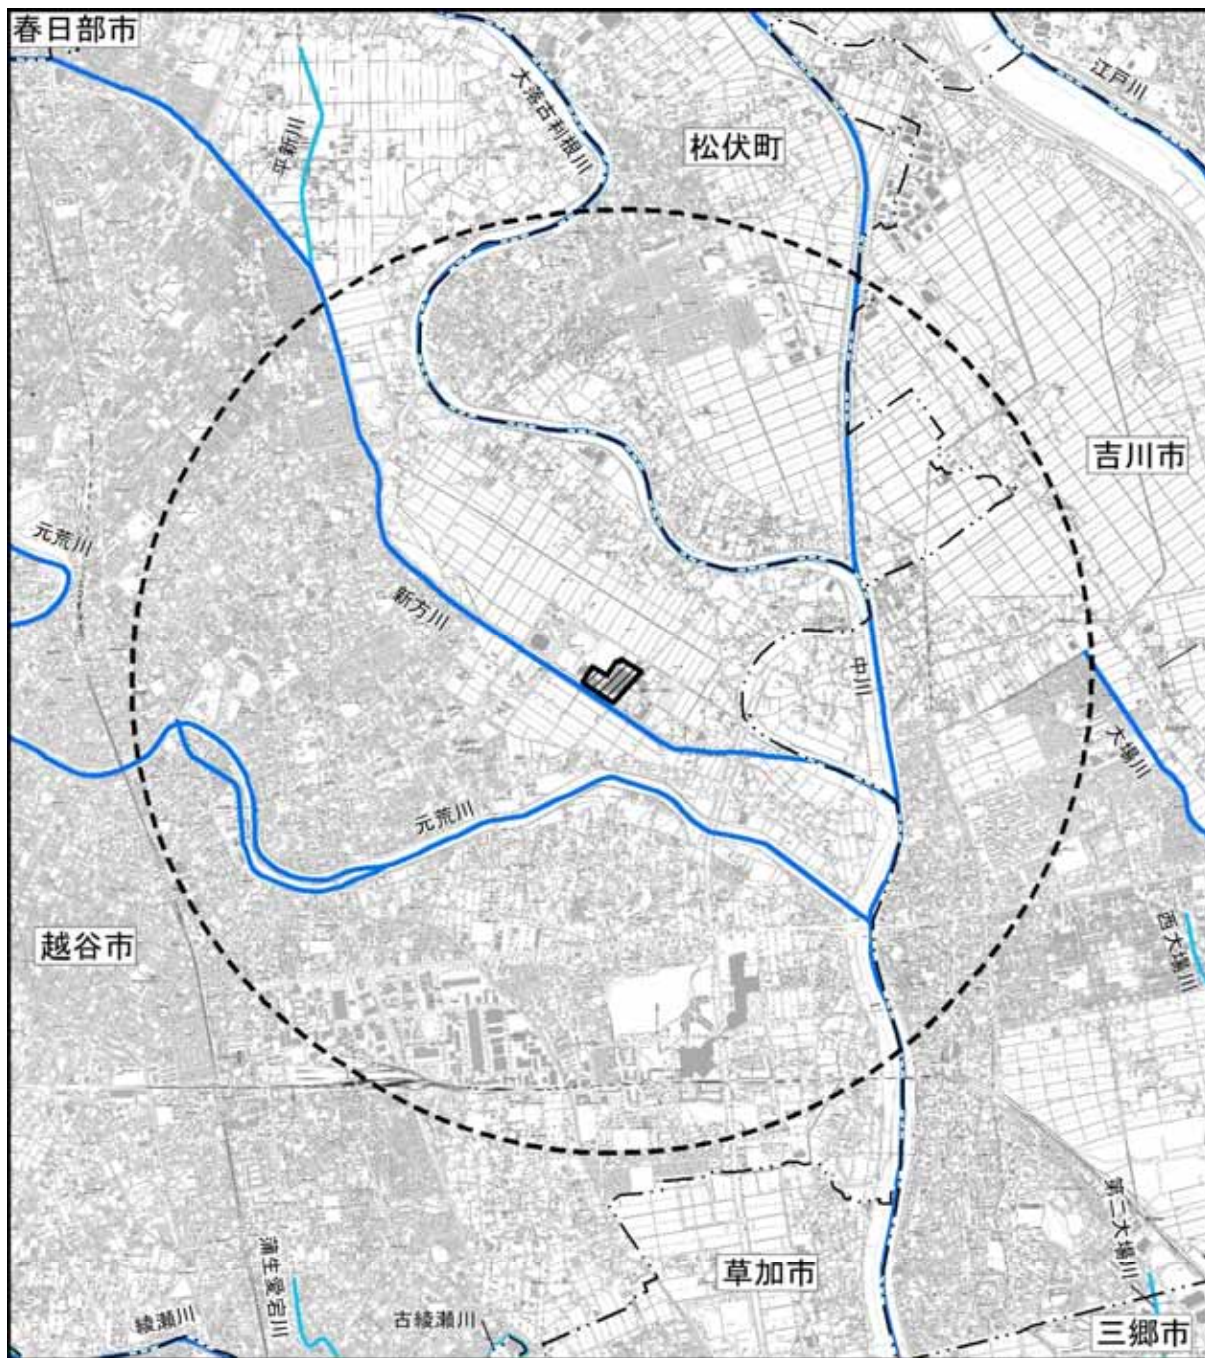 春日部市
江戸川
大落古利根川
松伏町
平新川
吉川市
元荒川
新方川
中川
大場川
元荒川
越谷市
西大場川
第二大場川
蒲生愛宕川
草加市
綾瀬川
古綾瀬川
三郷市